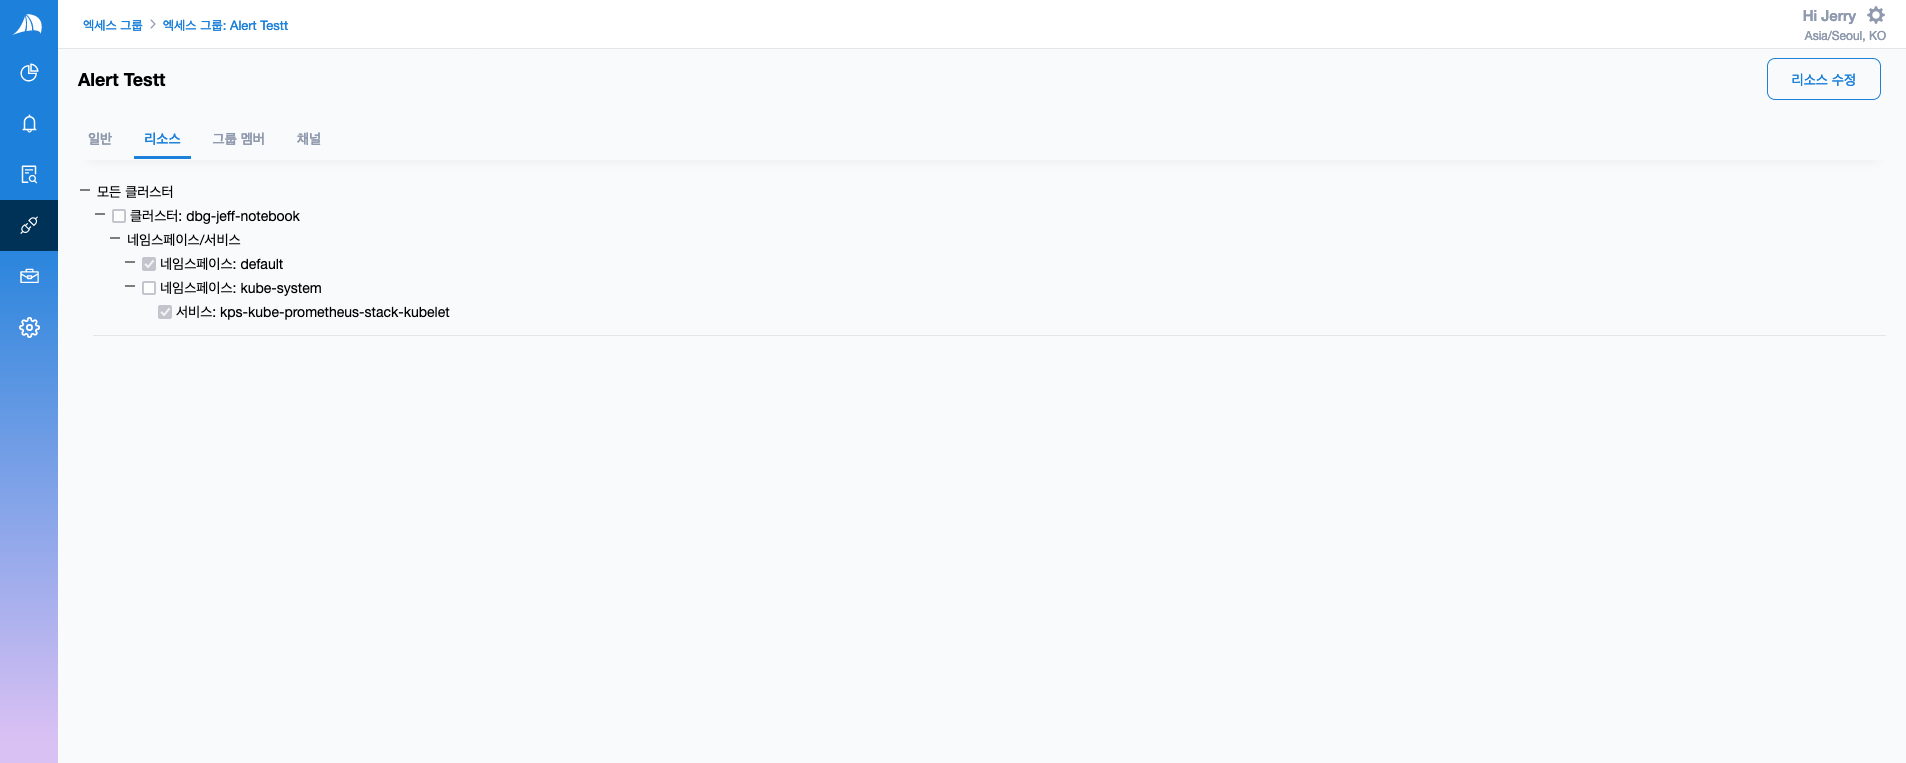 엑세스 그룹 > 엑세스 그룹: Alert Testt
Hi Jerry
Asia/Seoul, KO
Alert Testt
리소스 수정
일반 리소스 그룹 멤버 채널
모든 클러스터
클러스터: dbg-jeff-notebook
네임스페이스/서비스
네임스페이스: default
네임스페이스: kube-system
서비스: kps-kube-prometheus-stack-kubelet